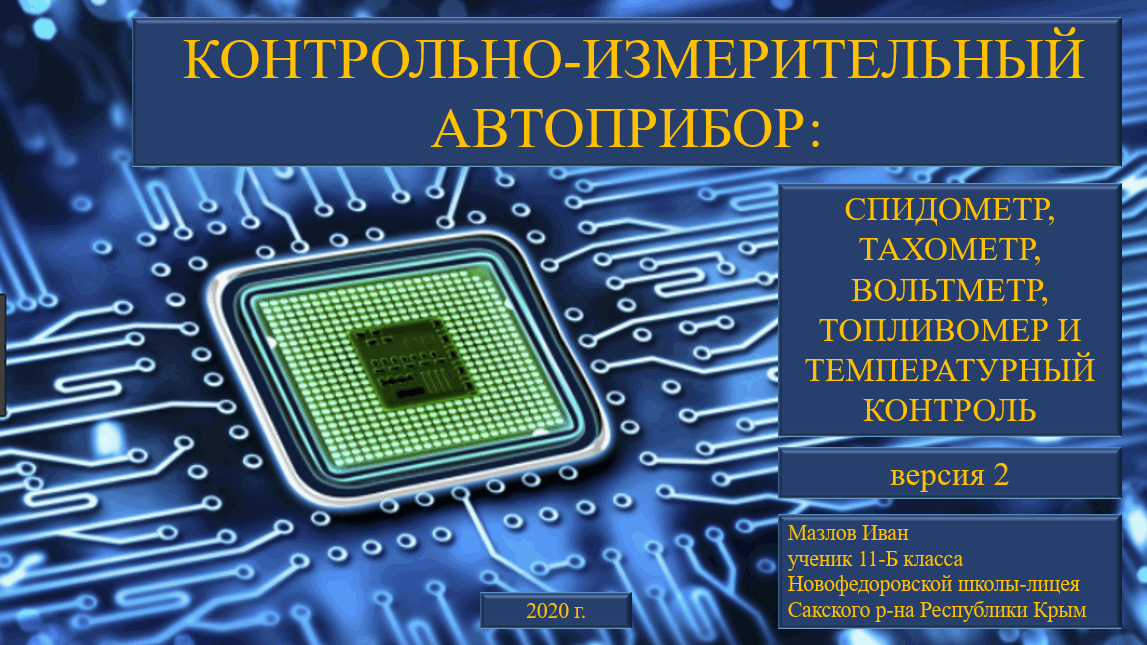 КОНТРОЛЬНО-ИЗМЕРИТЕЛЬНЫЙ
АВТОПРИБОР:
СПИДОМЕТР,
ТАХОМЕТР,
ВОЛЬТМЕТР,
ТОПЛИВОМЕР И
ТЕМПЕРАТУРНЫЙ
КОНТРОЛЬ
версия 2
Мазлов Иван
ученик 11-Б класса
Новофедоровской школы-лицея
Сакского р-на Республики Крым
2020 г.